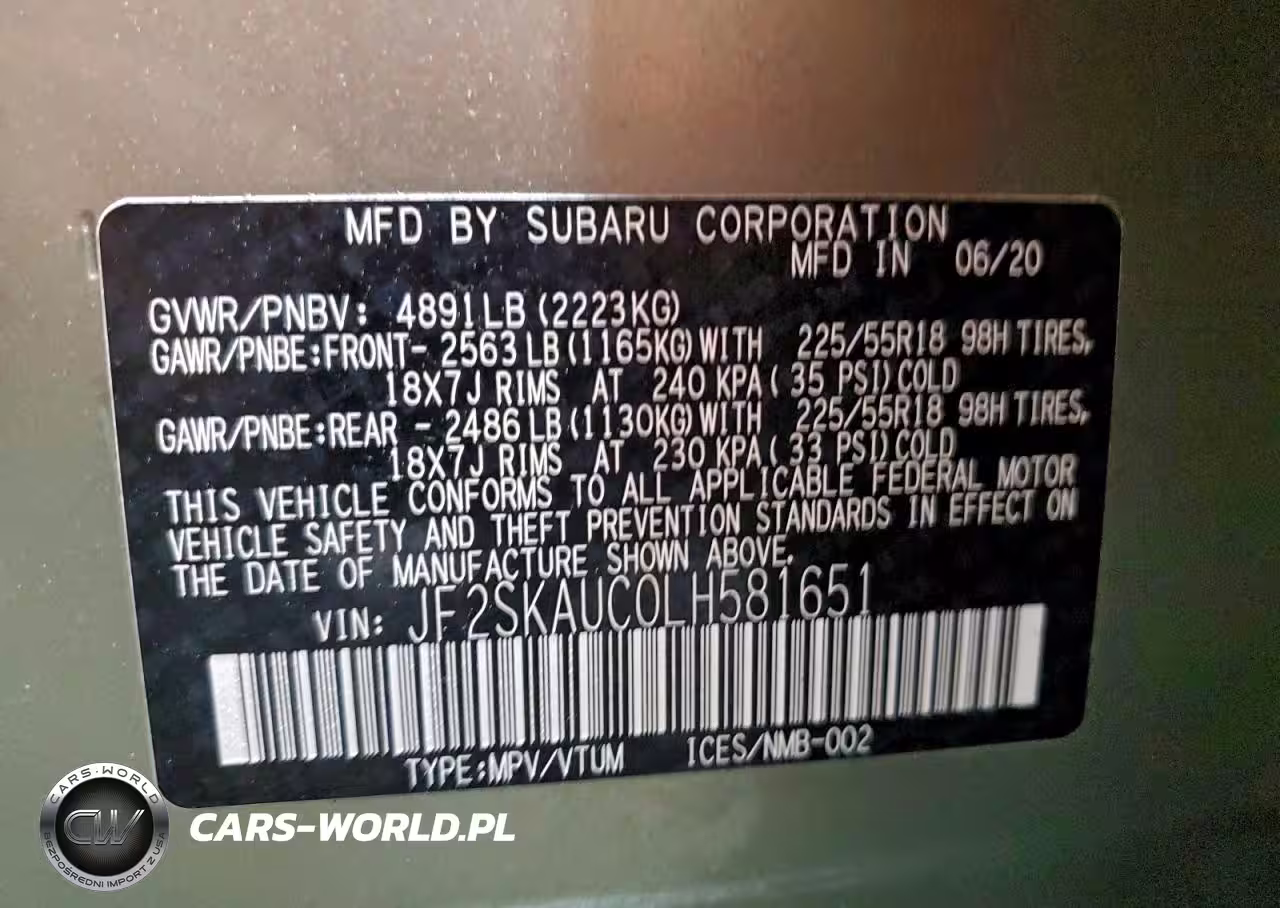 MFD BY SUBARU CORPORATION
MFD IN 06/20
GVWR/PNBV: 4891LB (2223KG)
GAWR/PNBE:FRONT- 2563 LB (1165KG) WITH 225/55R18 98H TIRES,
18X7J RIMS AT 240 KPA ( 35 PSI) COLD
GAWR/PNBE:REAR - 2486 LB (1130KG) WITH 225/55R18 98H TIRES,
18X7J RIMS AT 230 KPA ( 33 PSI) COLD
THIS VEHICLE CONFORMS TO ALL APPLICABLE FEDERAL MOTOR
VEHICLE SAFETY AND THEFT PREVENTION STANDARDS IN EFFECT ON
THE DATE OF MANUFACTURE SHOWN ABOVE.
VIN: JF2SKAUC0LH581651
TYPE:MPV/VTUM ICES/NMB-002
CARS-WORLD
CW
BEZPOŚREDNI IMPORT Z USA
CARS-WORLD.PL